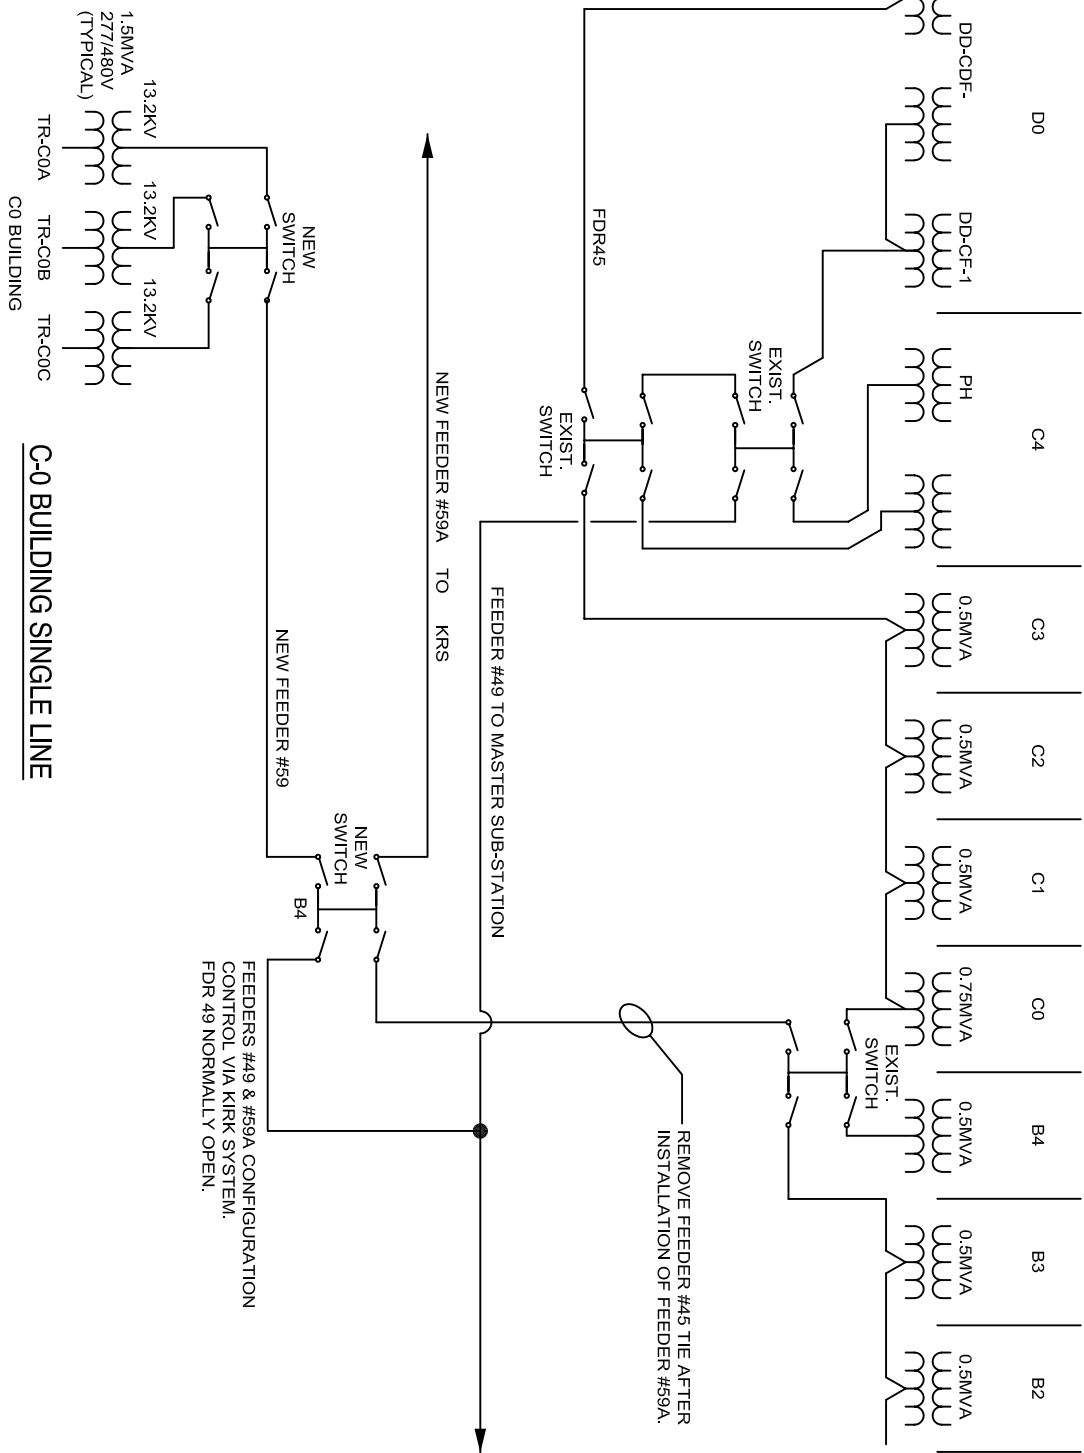 D0
C4
C3
C2
C1
C0
B4
B3
B2
DD-CDF-
DD-CF-1
PH
0.5MVA
0.5MVA
0.5MVA
0.75MVA
0.5MVA
0.5MVA
0.5MVA
EXIST.
SWITCH
EXIST.
SWITCH
FDR45
EXIST.
SWITCH
REMOVE FEEDER #45 TIE AFTER
INSTALLATION OF FEEDER #59A.
FEEDER #49 TO MASTER SUB-STATION
NEW FEEDER #59A TO KRS
NEW
SWITCH
B4
NEW
SWITCH
NEW FEEDER #59
FEEDERS #49 & #59A CONFIGURATION
CONTROL VIA KIRK SYSTEM.
FDR 49 NORMALLY OPEN.
13.2KV
13.2KV
13.2KV
1.5MVA
277/480V
(TYPICAL)
TR-C0A
TR-C0B
TR-C0C
C0 BUILDING
C-0 BUILDING SINGLE LINE